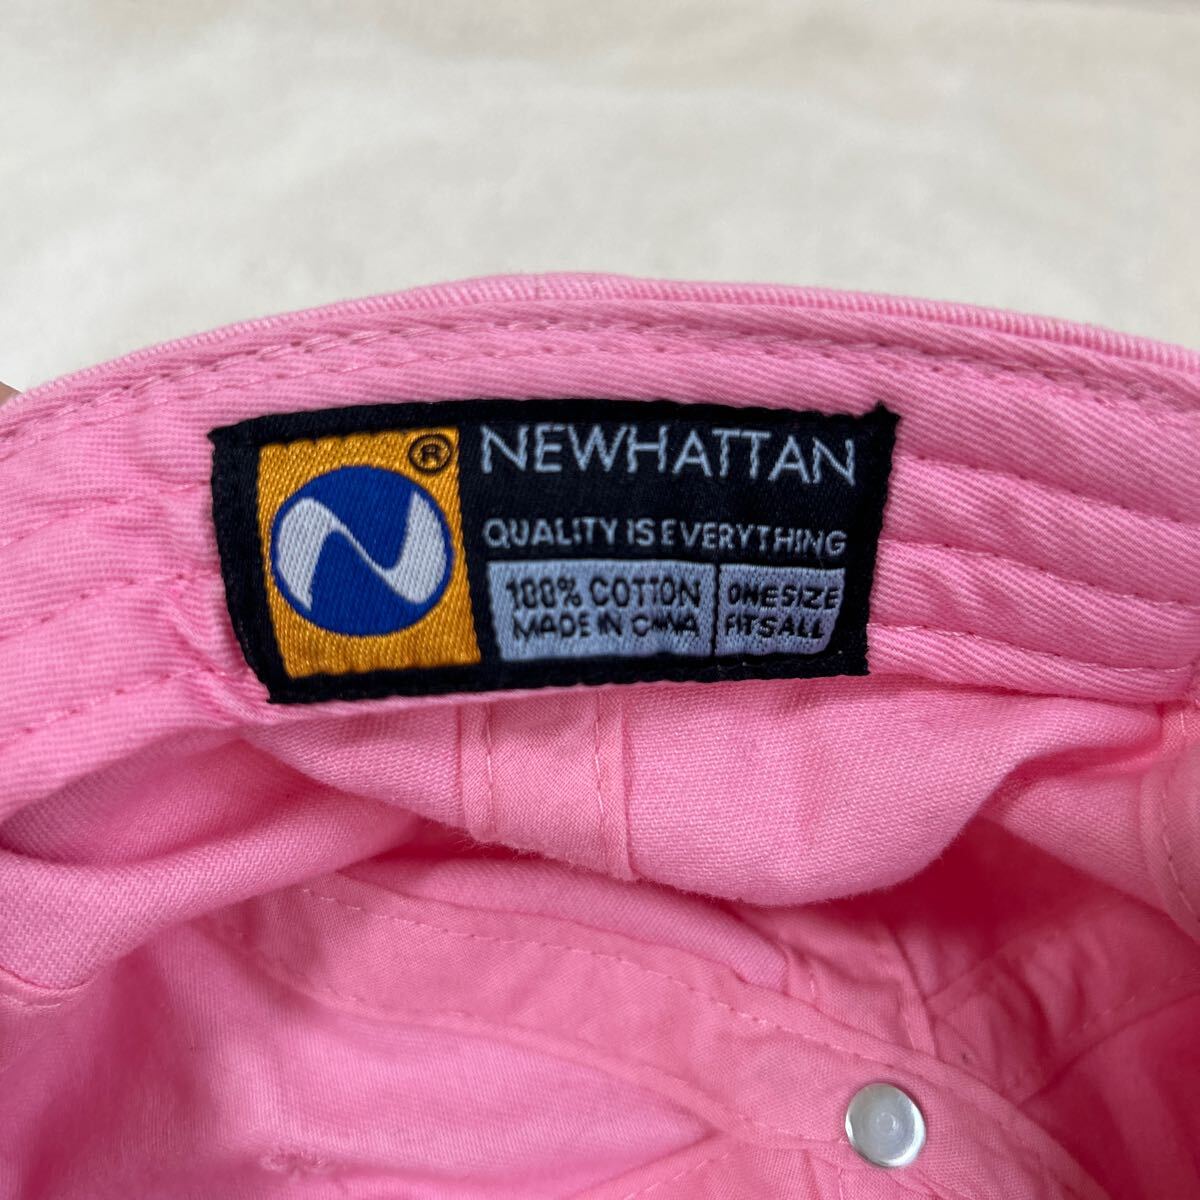 ®
NEWHATTAN
QUALITY IS EVERYTHING
100% COTTON
MADE IN CHINA
ONE SIZE
FITS ALL